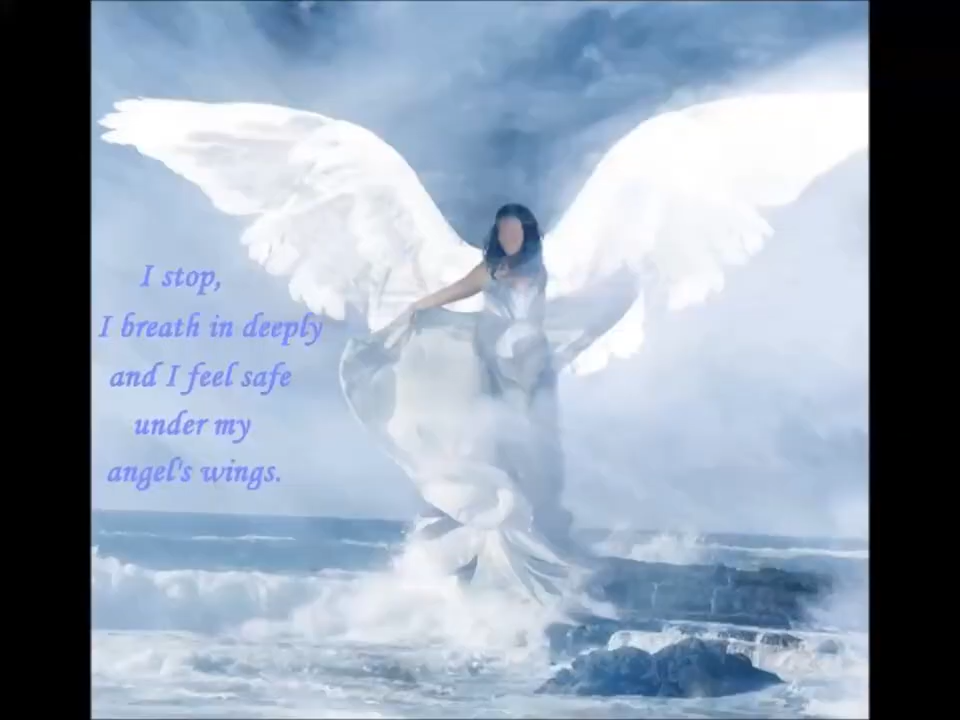 I stop,
I breath in deeply
and I feel safe
under my
angel's wings.